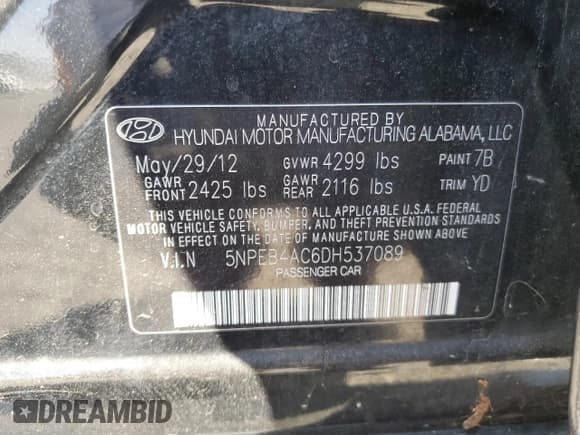 MANUFACTURED BY
HYUNDAI MOTOR MANUFACTURING ALABAMA, LLC
May/29/12 GVWR 4299 lbs PAINT 7B
GAWR FRONT 2425 lbs GAWR REAR 2116 lbs TRIM YD
THIS VEHICLE CONFORMS TO ALL APPLICABLE U.S.A. FEDERAL
MOTOR VEHICLE SAFETY, BUMPER, AND THEFT PREVENTION STANDARDS
IN EFFECT ON THE DATE OF MANUFACTURE SHOWN ABOVE
V.I.N 5NPEB4AC6DH537089
PASSENGER CAR
DREAMBID